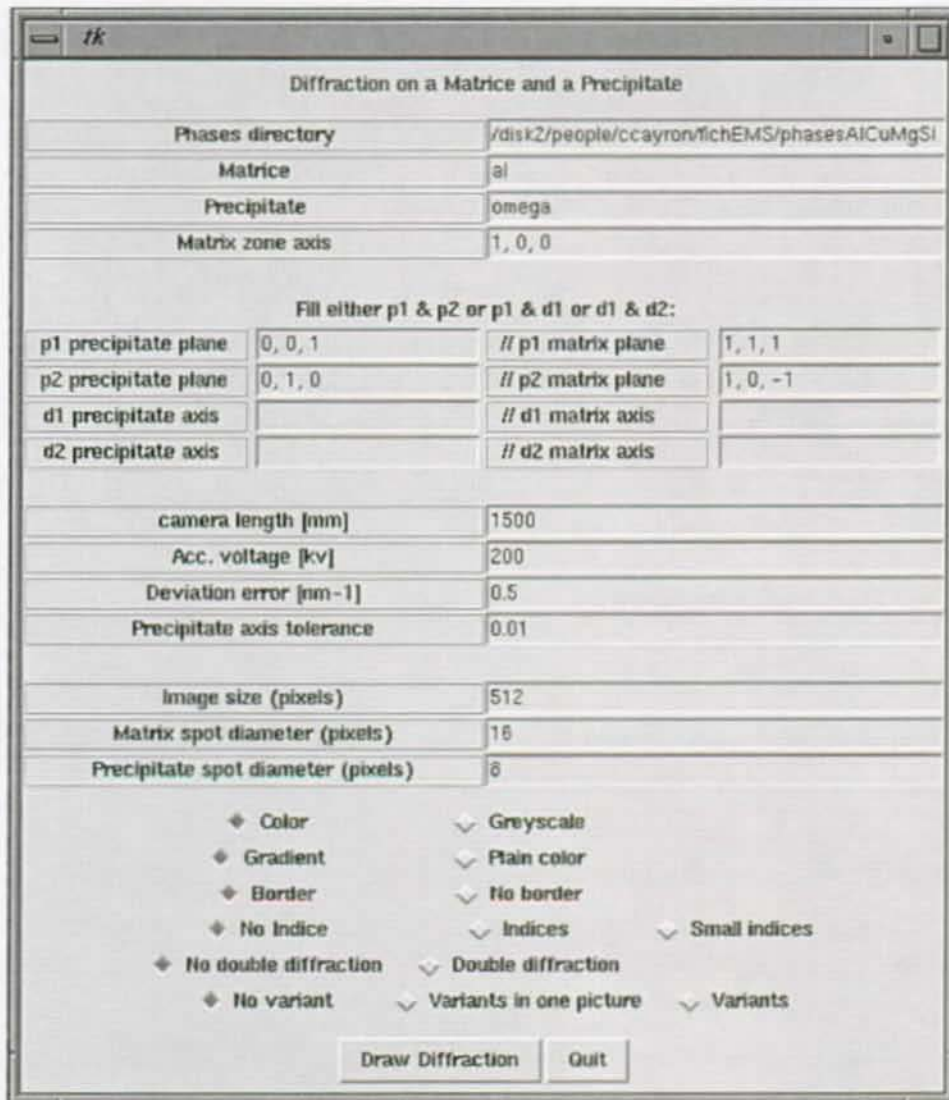 tk
Diffraction on a Matrice and a Precipitate
Phases directory /disk2/people/ccayron/fichEMS/phasesAlCuMgSi
Matrice al
Precipitate omega
Matrix zone axis 1, 0, 0
Fill either p1 & p2 or p1 & d1 or d1 & d2:
p1 precipitate plane 0, 0, 1 // p1 matrix plane 1, 1, 1
p2 precipitate plane 0, 1, 0 // p2 matrix plane 1, 0, -1
d1 precipitate axis // d1 matrix axis
d2 precipitate axis // d2 matrix axis
camera length [mm] 1500
Acc. voltage [kv] 200
Deviation error [nm-1] 0.5
Precipitate axis tolerance 0.01
Image size (pixels) 512
Matrix spot diameter (pixels) 16
Precipitate spot diameter (pixels) 8
Color Greyscale
Gradient Plain color
Border No border
No Indice Indices Small indices
No double diffraction Double diffraction
No variant Variants in one picture Variants
Draw Diffraction Quit